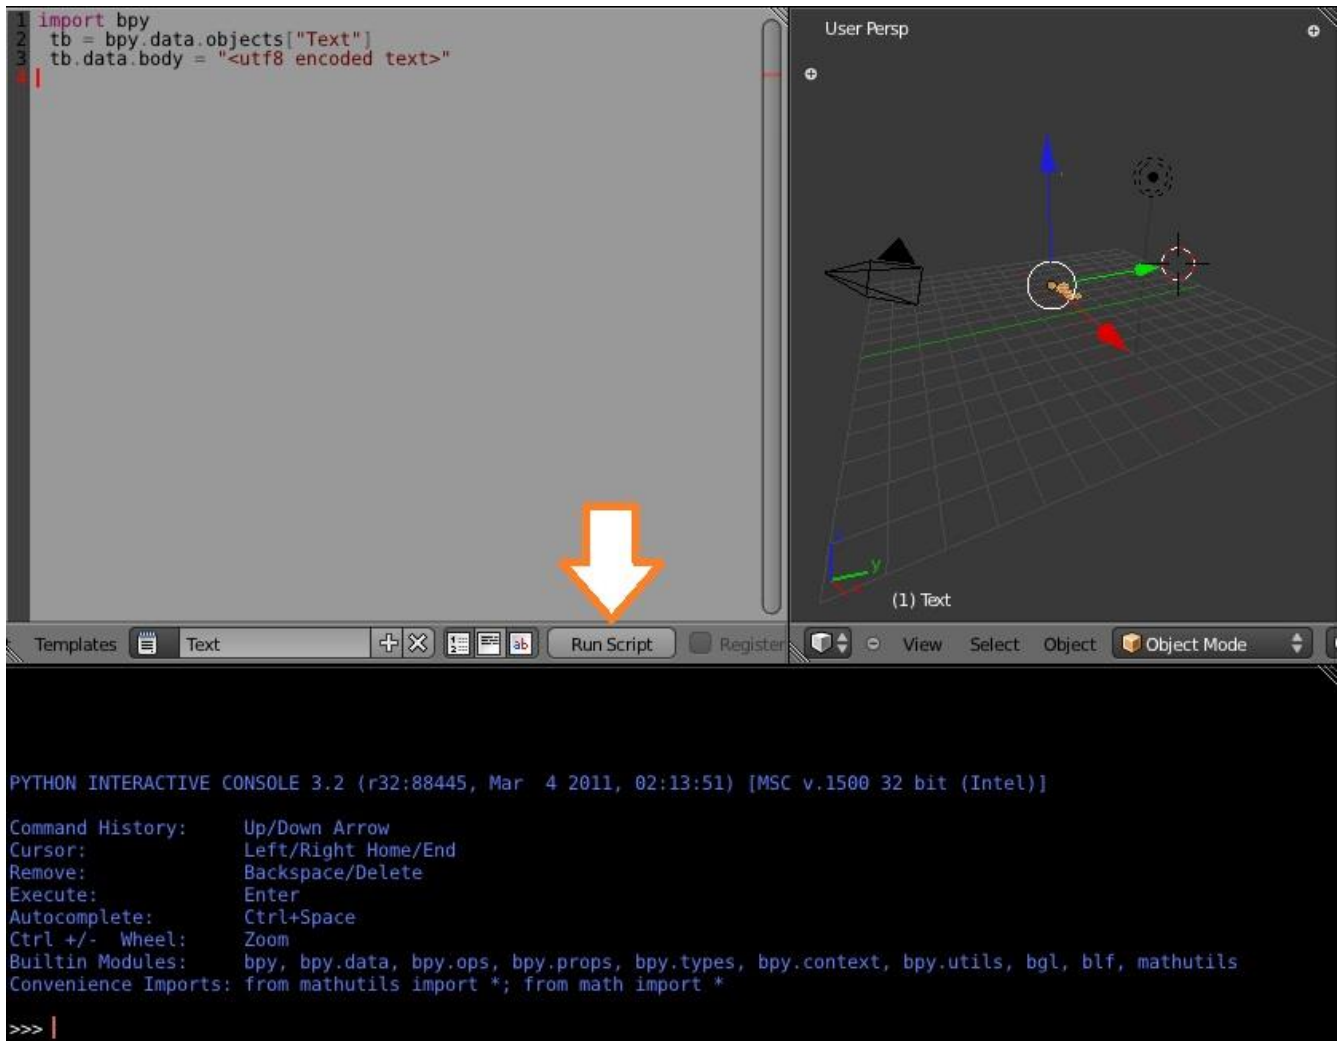 1 import bpy
2  tb = bpy.data.objects["Text"]
3  tb.data.body = "<utf8 encoded text>"
4
User Persp
z
y
(1) Text
Templates Text Run Script Register
View Select Object Object Mode
PYTHON INTERACTIVE CONSOLE 3.2 (r32:88445, Mar  4 2011, 02:13:51) [MSC v.1500 32 bit (Intel)]
Command History:     Up/Down Arrow
Cursor:              Left/Right Home/End
Remove:              Backspace/Delete
Execute:             Enter
Autocomplete:        Ctrl+Space
Ctrl +/-  Wheel:     Zoom
Builtin Modules:     bpy, bpy.data, bpy.ops, bpy.props, bpy.types, bpy.context, bpy.utils, bgl, blf, mathutils
Convenience Imports: from mathutils import *; from math import *
>>>